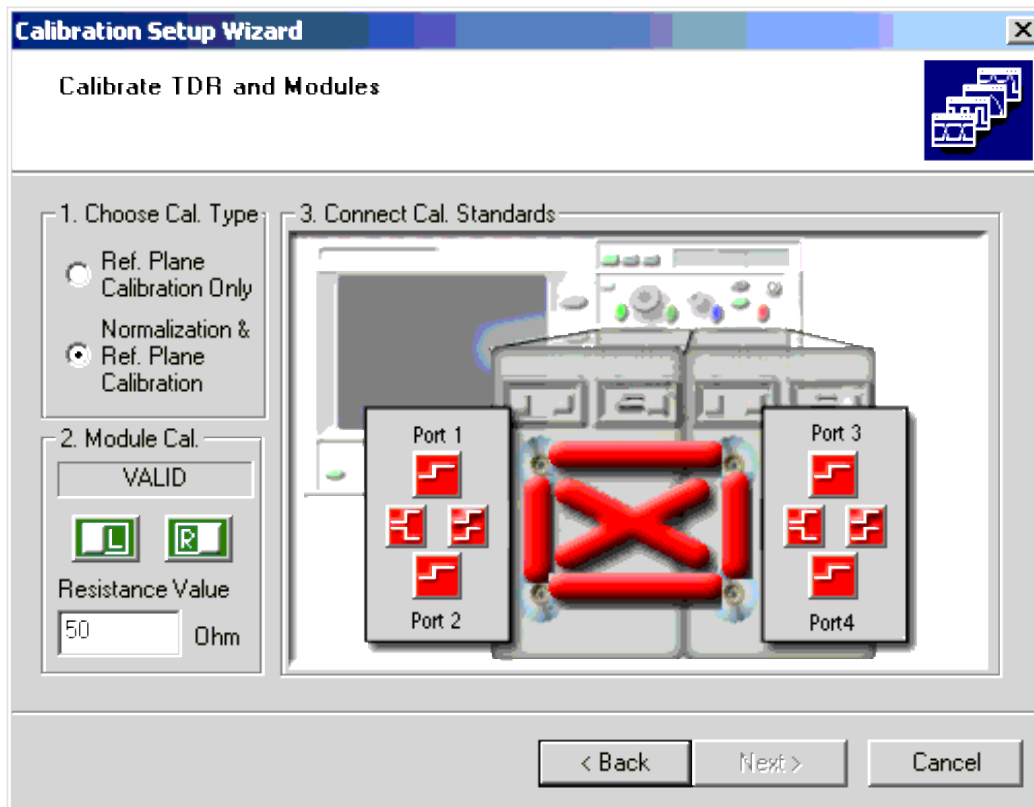 Calibration Setup Wizard
Calibrate TDR and Modules
1. Choose Cal. Type
Ref. Plane
Calibration Only
Normalization &
Ref. Plane
Calibration
2. Module Cal.
VALID
L R
Resistance Value
50 Ohm
3. Connect Cal. Standards
Port 1
Port 2
Port 3
Port4
< Back Next > Cancel